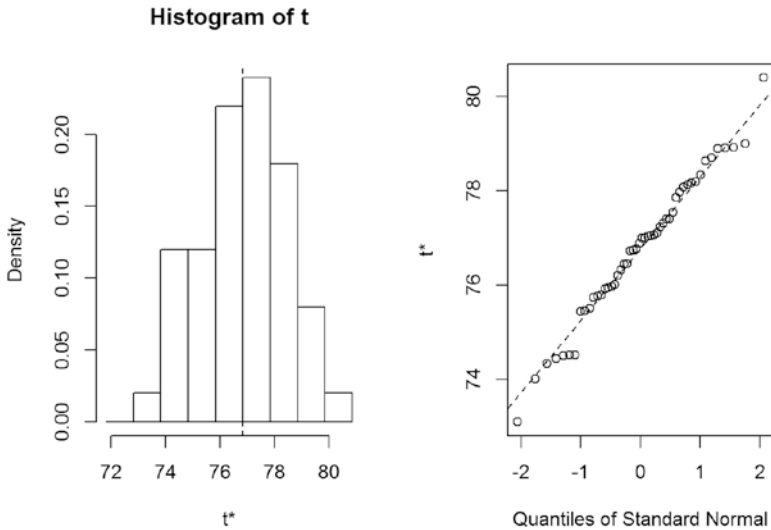 Histogram of t
Density
0.00 0.05 0.10 0.15 0.20
72 74 76 78 80
t*
t*
74 76 78 80
-2 -1 0 1 2
Quantiles of Standard Normal